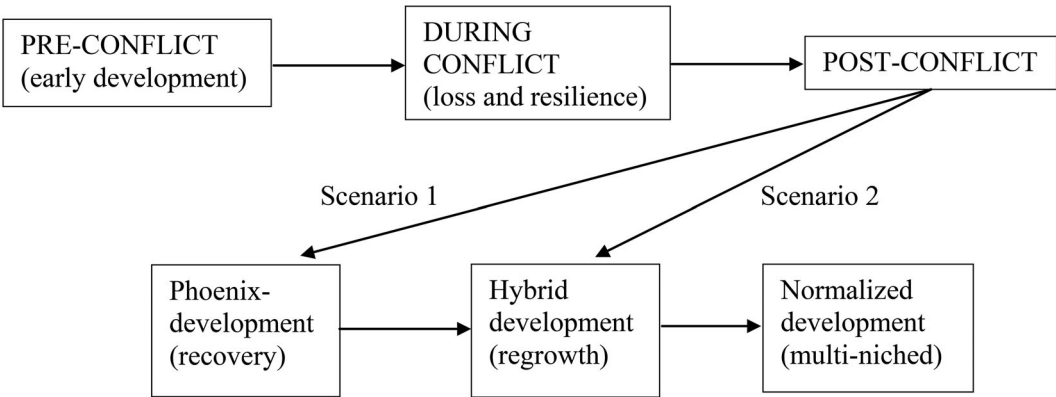 PRE-CONFLICT
(early development)
DURING
CONFLICT
(loss and resilience)
POST-CONFLICT
Scenario 1
Scenario 2
Phoenix-
development
(recovery)
Hybrid
development
(regrowth)
Normalized
development
(multi-niched)